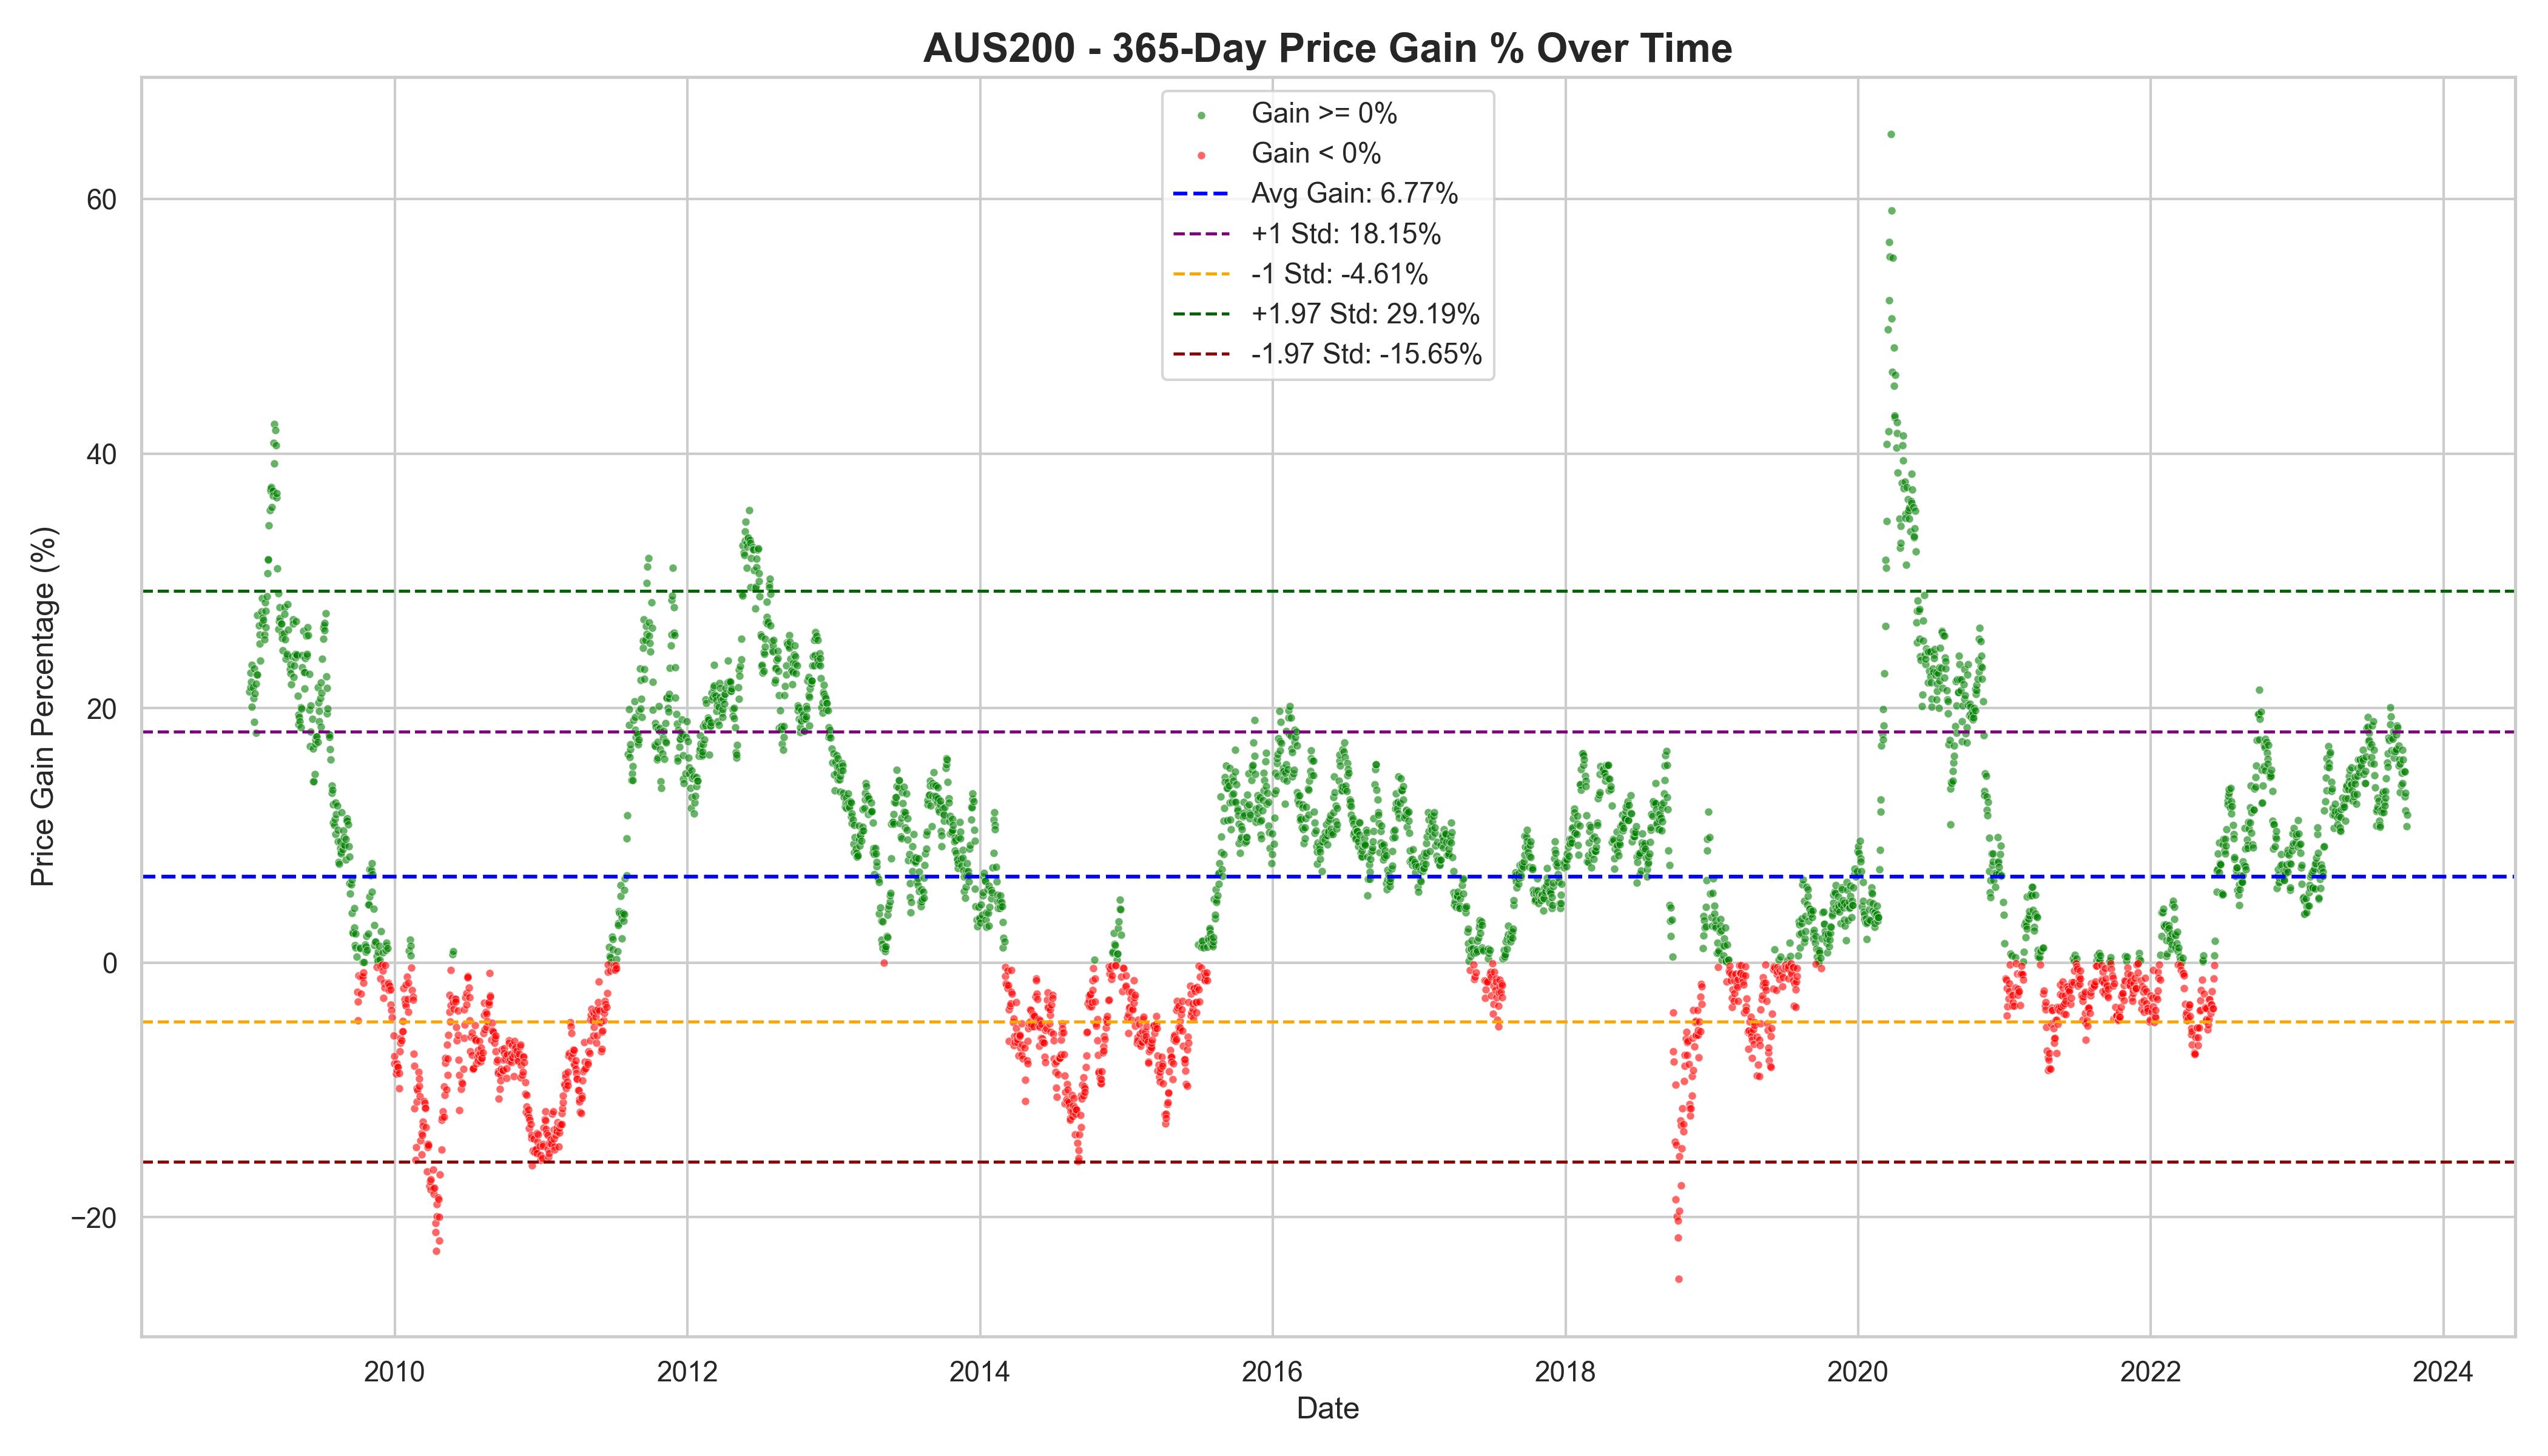 AUS200 - 365-Day Price Gain % Over Time
Gain >= 0%
Gain < 0%
Avg Gain: 6.77%
+1 Std: 18.15%
-1 Std: -4.61%
+1.97 Std: 29.19%
-1.97 Std: -15.65%
Price Gain Percentage (%)
60
40
20
0
−20
2010 2012 2014 2016 2018 2020 2022 2024
Date